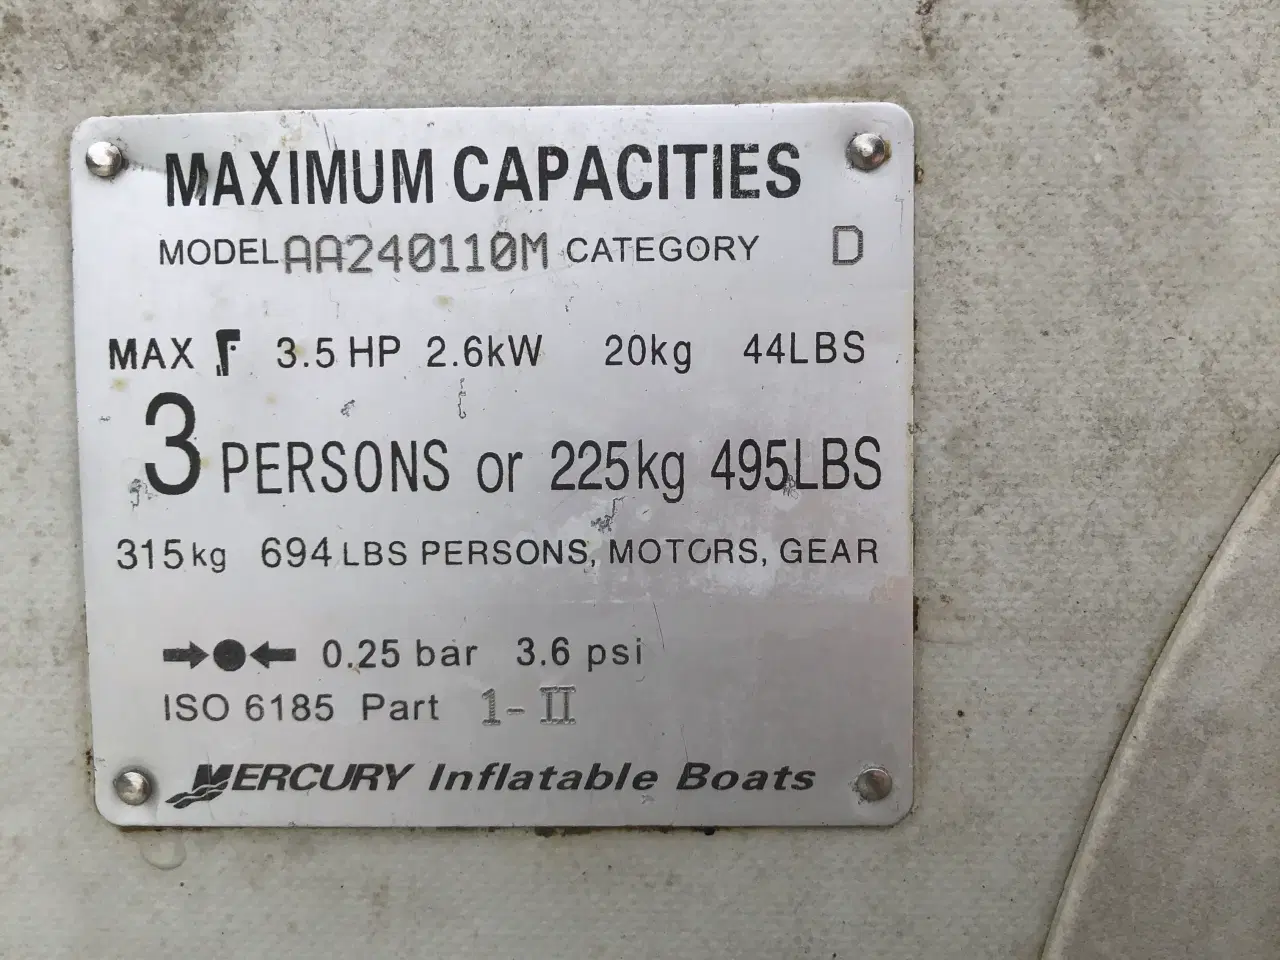 MAXIMUM CAPACITIES
MODEL AA240110M CATEGORY D
MAX 3.5 HP 2.6kW 20kg 44LBS
3 PERSONS or 225kg 495LBS
315kg 694 LBS PERSONS, MOTORS, GEAR
0.25 bar 3.6 psi
ISO 6185 Part 1-II
MERCURY Inflatable Boats